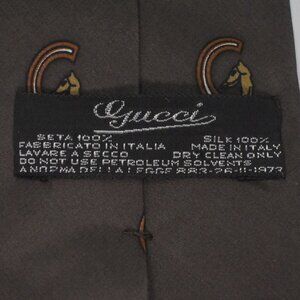 Gucci
SETA 100% SILK 100%
FABBRICATO IN ITALIA MADE IN ITALY
LAVARE A SECCO DRY CLEAN ONLY
DO NOT USE PETROLEUM SOLVENTS
A NORMA DELLA LEGGE 883-26-11-1973